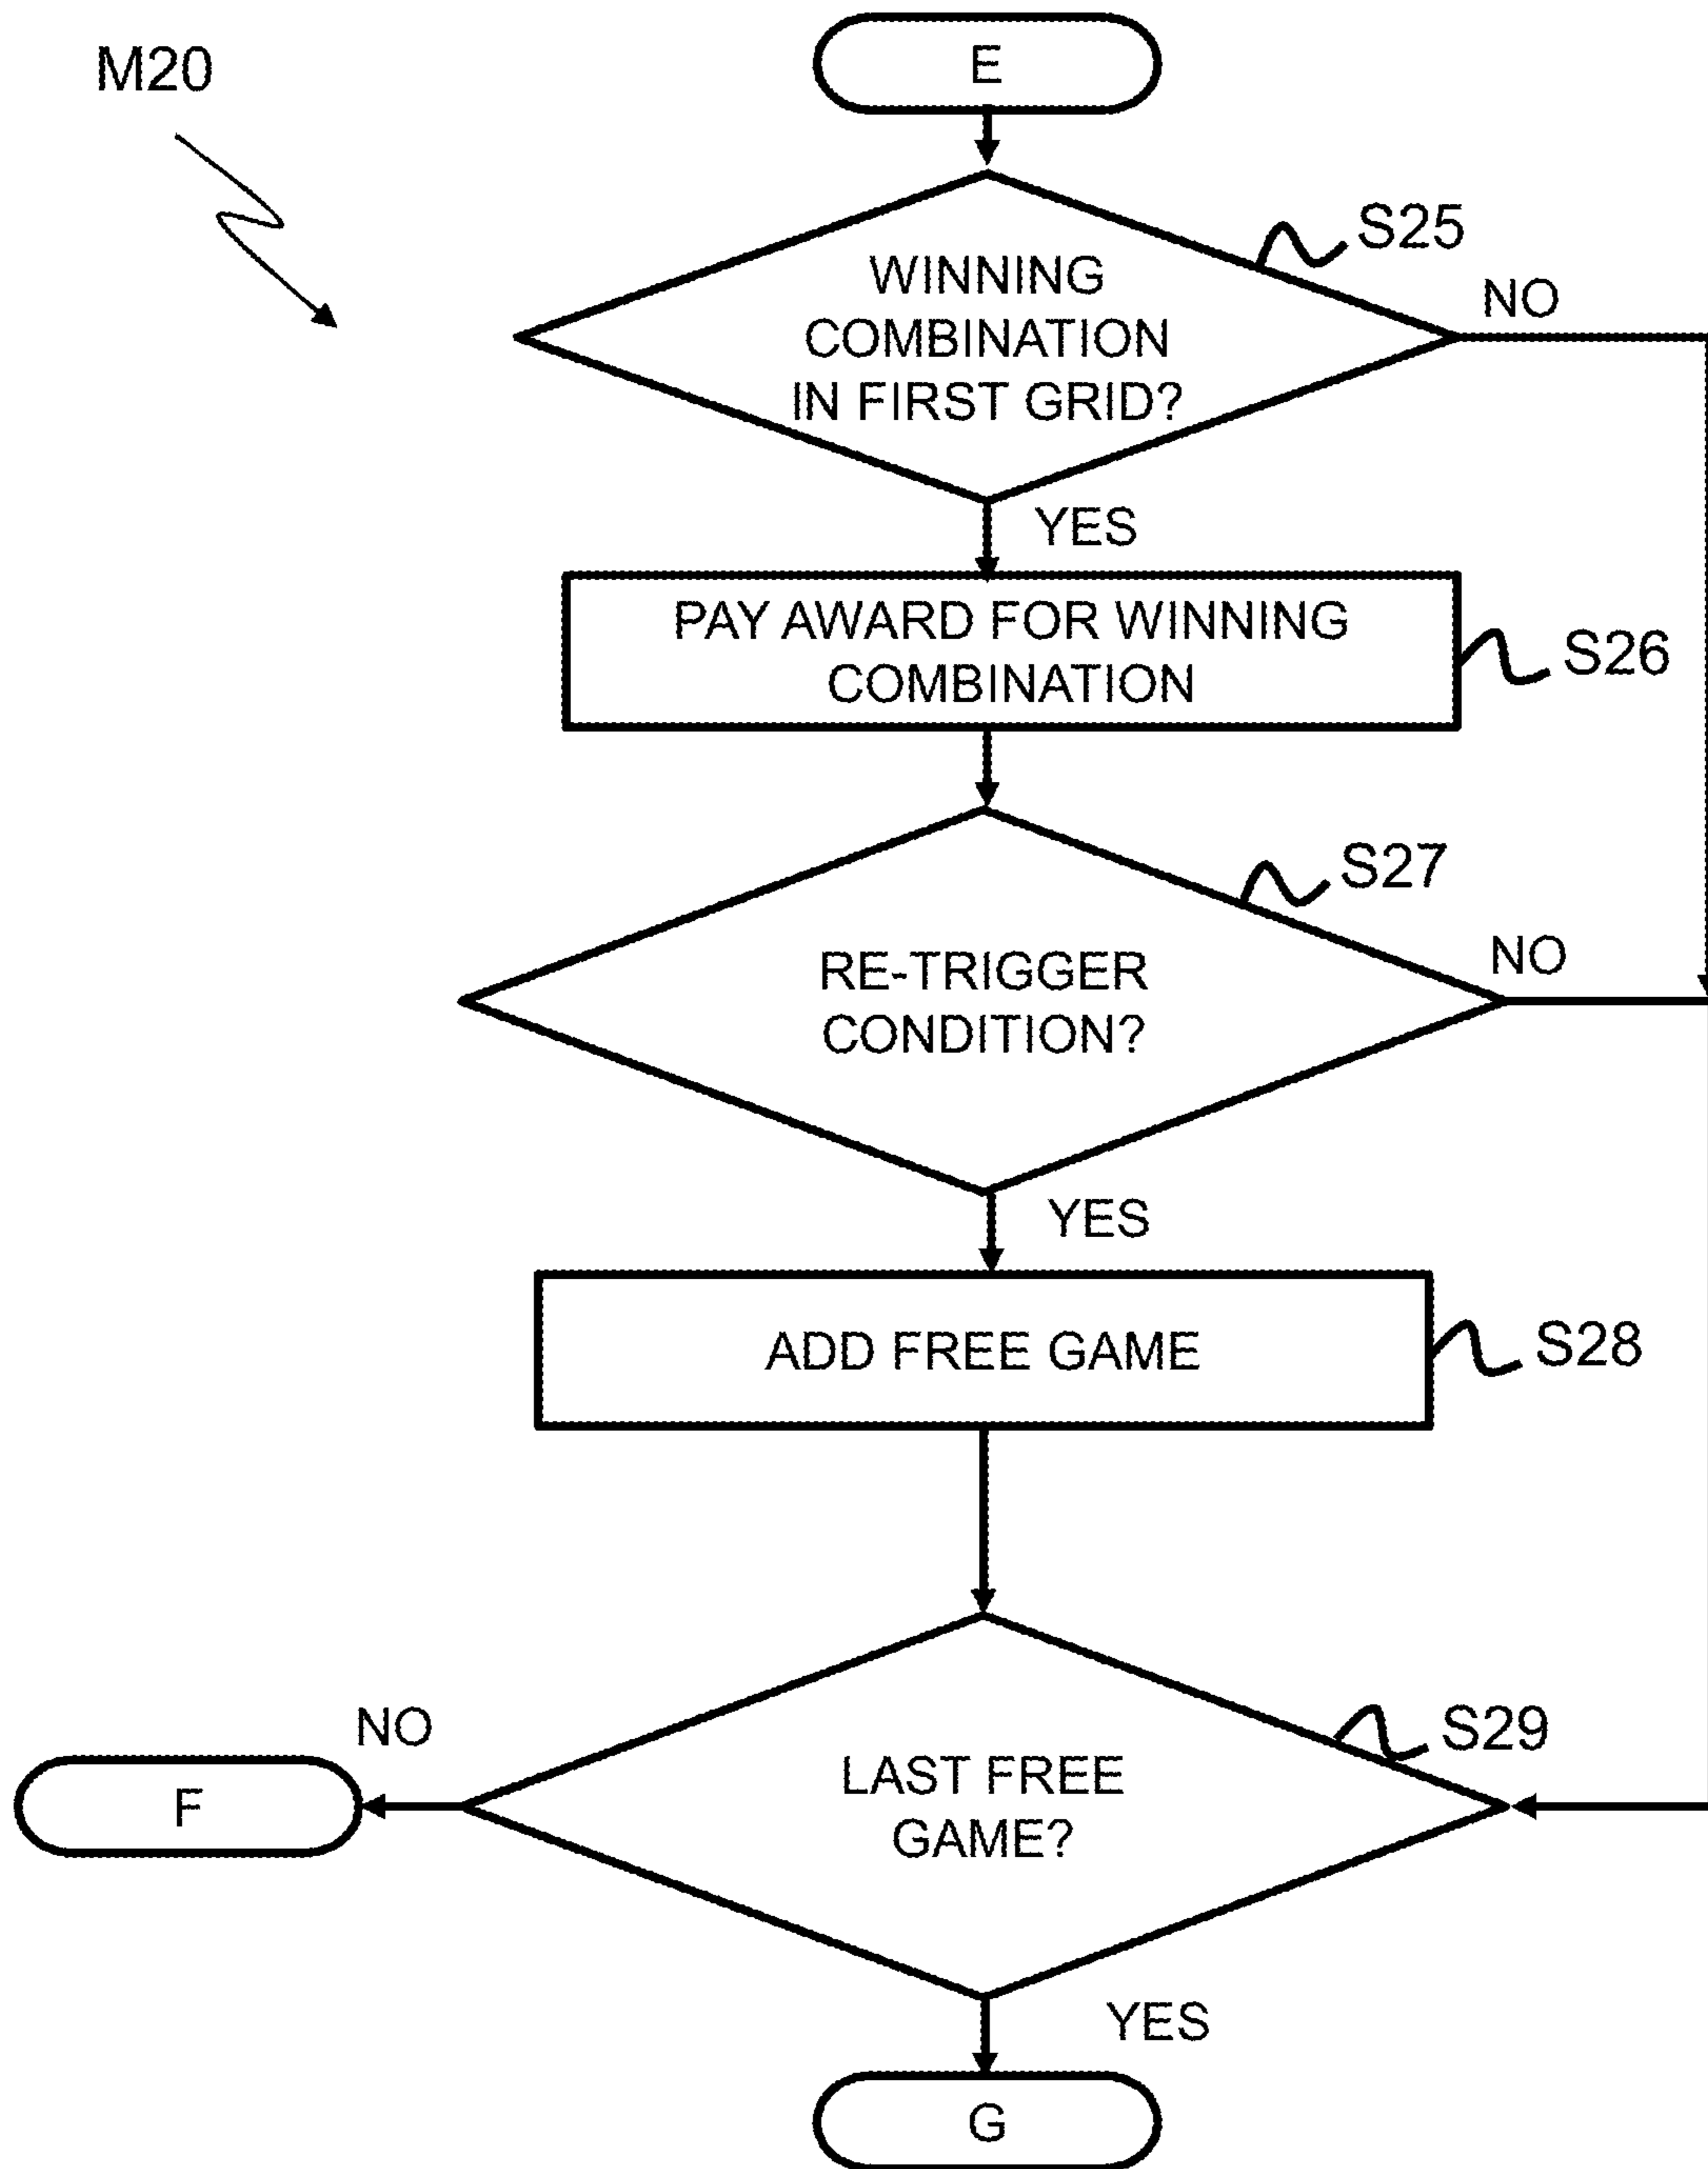 M20
E
S25
WINNING
COMBINATION
IN FIRST GRID?
NO
YES
PAY AWARD FOR WINNING
COMBINATION
S26
S27
RE-TRIGGER
CONDITION?
NO
YES
ADD FREE GAME
S28
S29
LAST FREE
GAME?
NO
F
YES
G